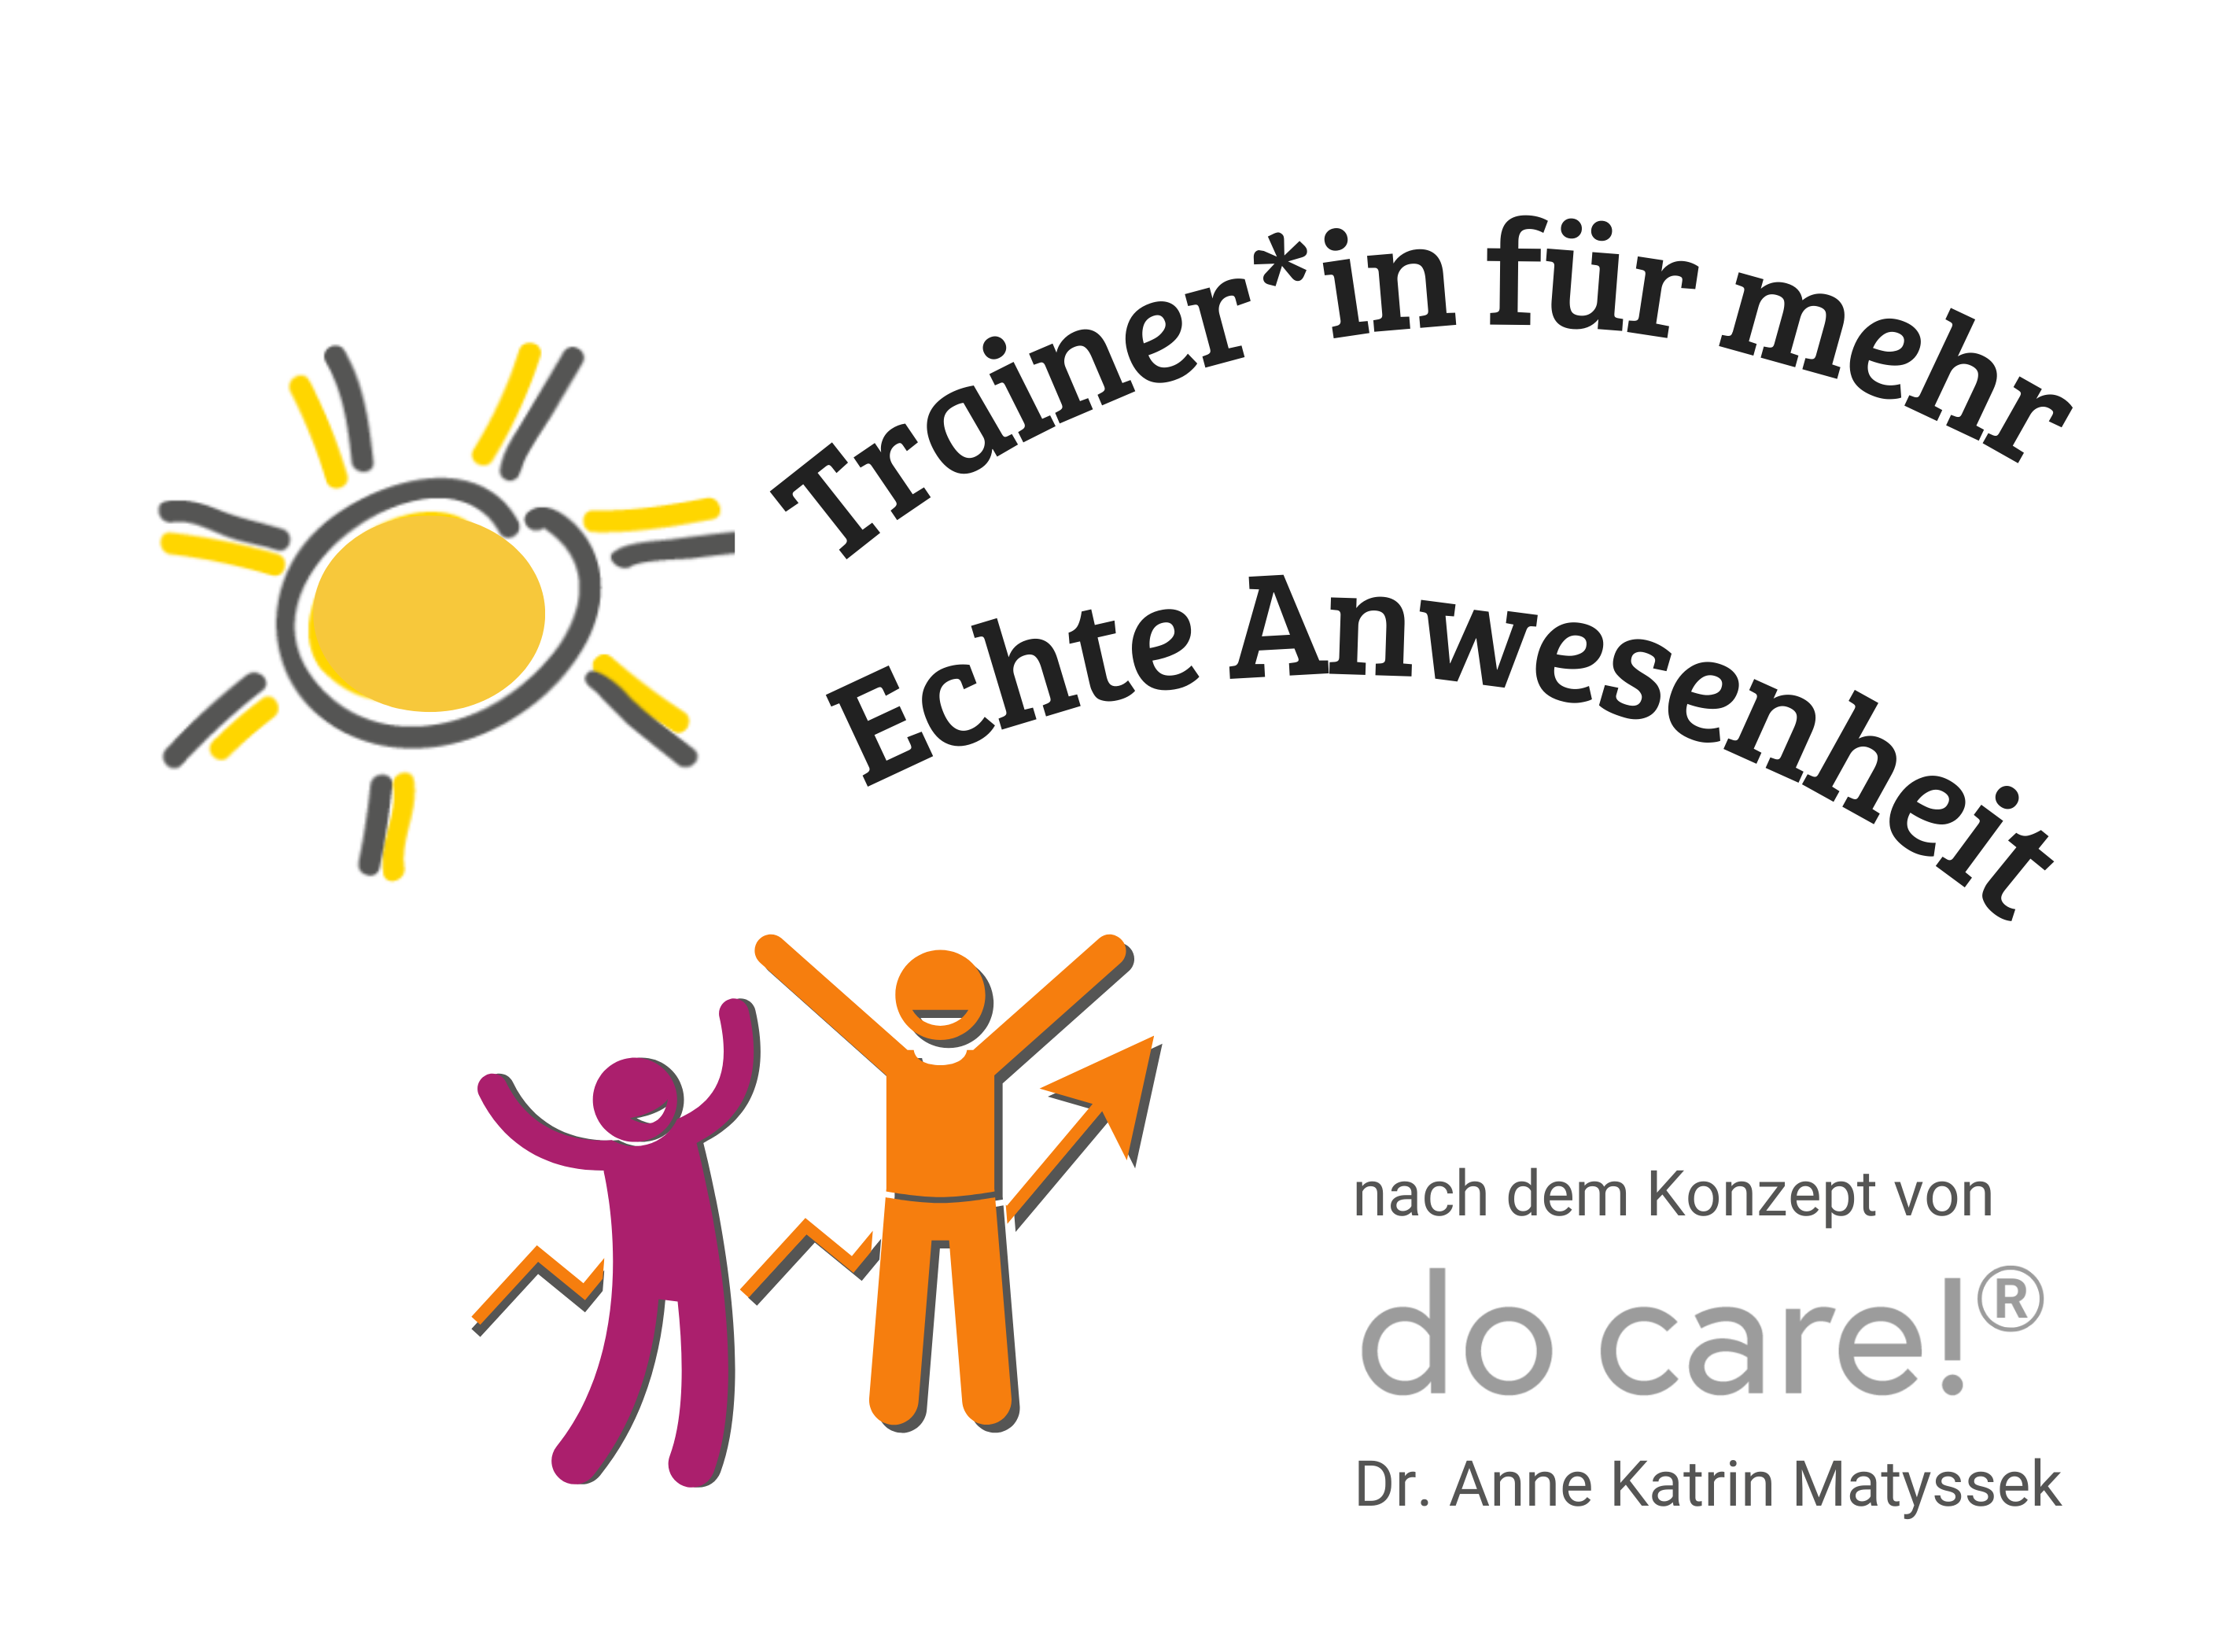 Trainer*in für mehr
Echte Anwesenheit
nach dem Konzept von
do care!®
Dr. Anne Katrin Matyssek